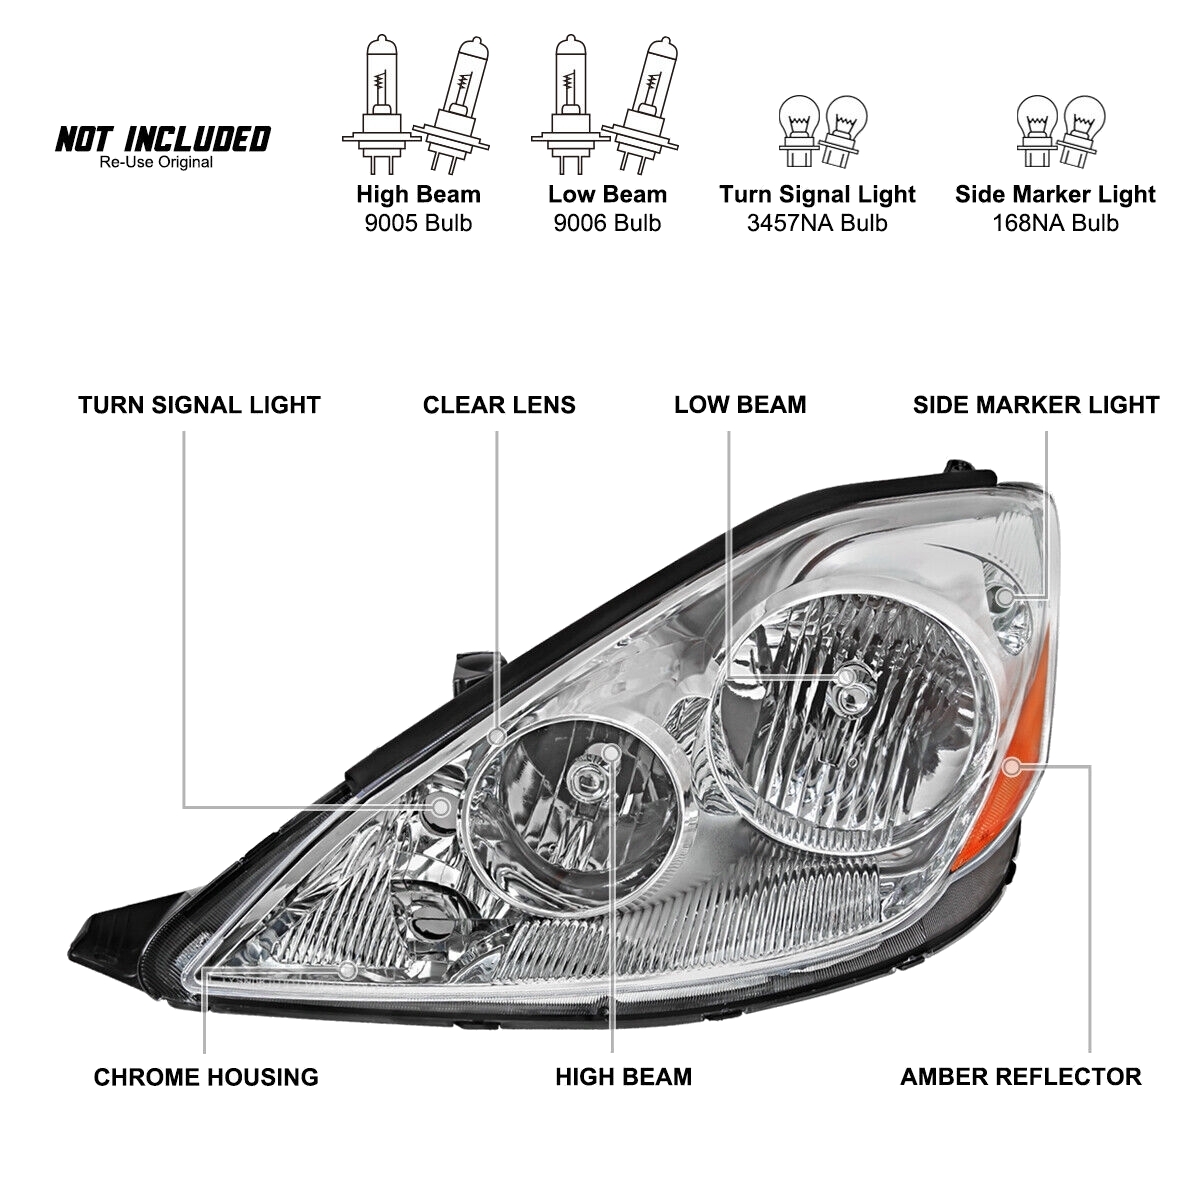 NOT INCLUDED
Re-Use Original
High Beam
9005 Bulb
Low Beam
9006 Bulb
Turn Signal Light
3457NA Bulb
Side Marker Light
168NA Bulb
TURN SIGNAL LIGHT
CLEAR LENS
LOW BEAM
SIDE MARKER LIGHT
CHROME HOUSING
HIGH BEAM
AMBER REFLECTOR